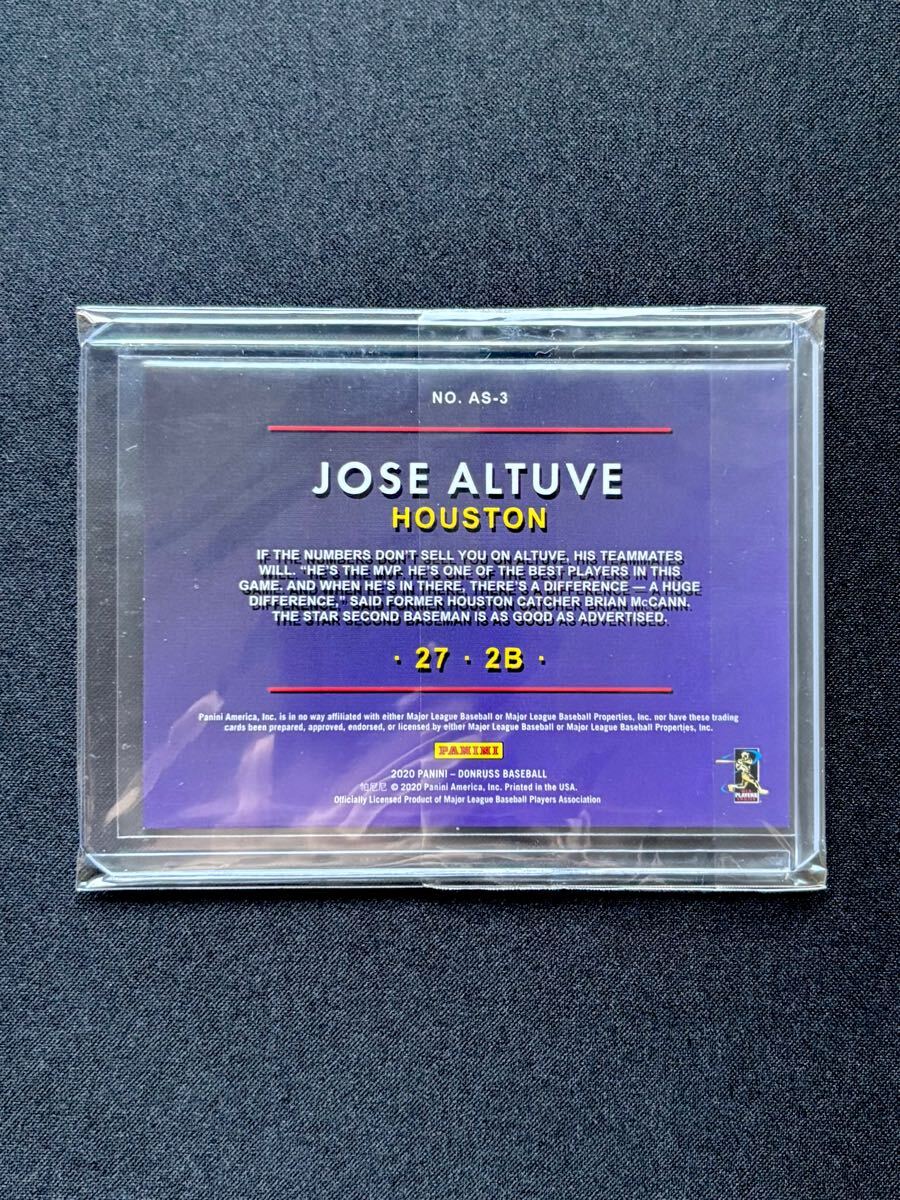 NO. AS-3
JOSE ALTUVE
HOUSTON
IF THE NUMBERS DON'T SELL YOU ON ALTUVE, HIS TEAMMATES
WILL. "HE'S THE MVP. HE'S ONE OF THE BEST PLAYERS IN THIS
GAME. AND WHEN HE'S IN THERE, THERE'S A DIFFERENCE — A HUGE
DIFFERENCE," SAID FORMER HOUSTON CATCHER BRIAN McCANN.
THE STAR SECOND BASEMAN IS AS GOOD AS ADVERTISED.
· 27 · 2B ·
Panini America, Inc. is in no way affiliated with either Major League Baseball or Major League Baseball Properties, Inc. nor have these trading
cards been prepared, approved, endorsed, or licensed by either Major League Baseball or Major League Baseball Properties, Inc.
PANINI
2020 PANINI – DONRUSS BASEBALL
帕尼尼 © 2020 Panini America, Inc. Printed in the USA.
Officially Licensed Product of Major League Baseball Players Association
PLAYERS